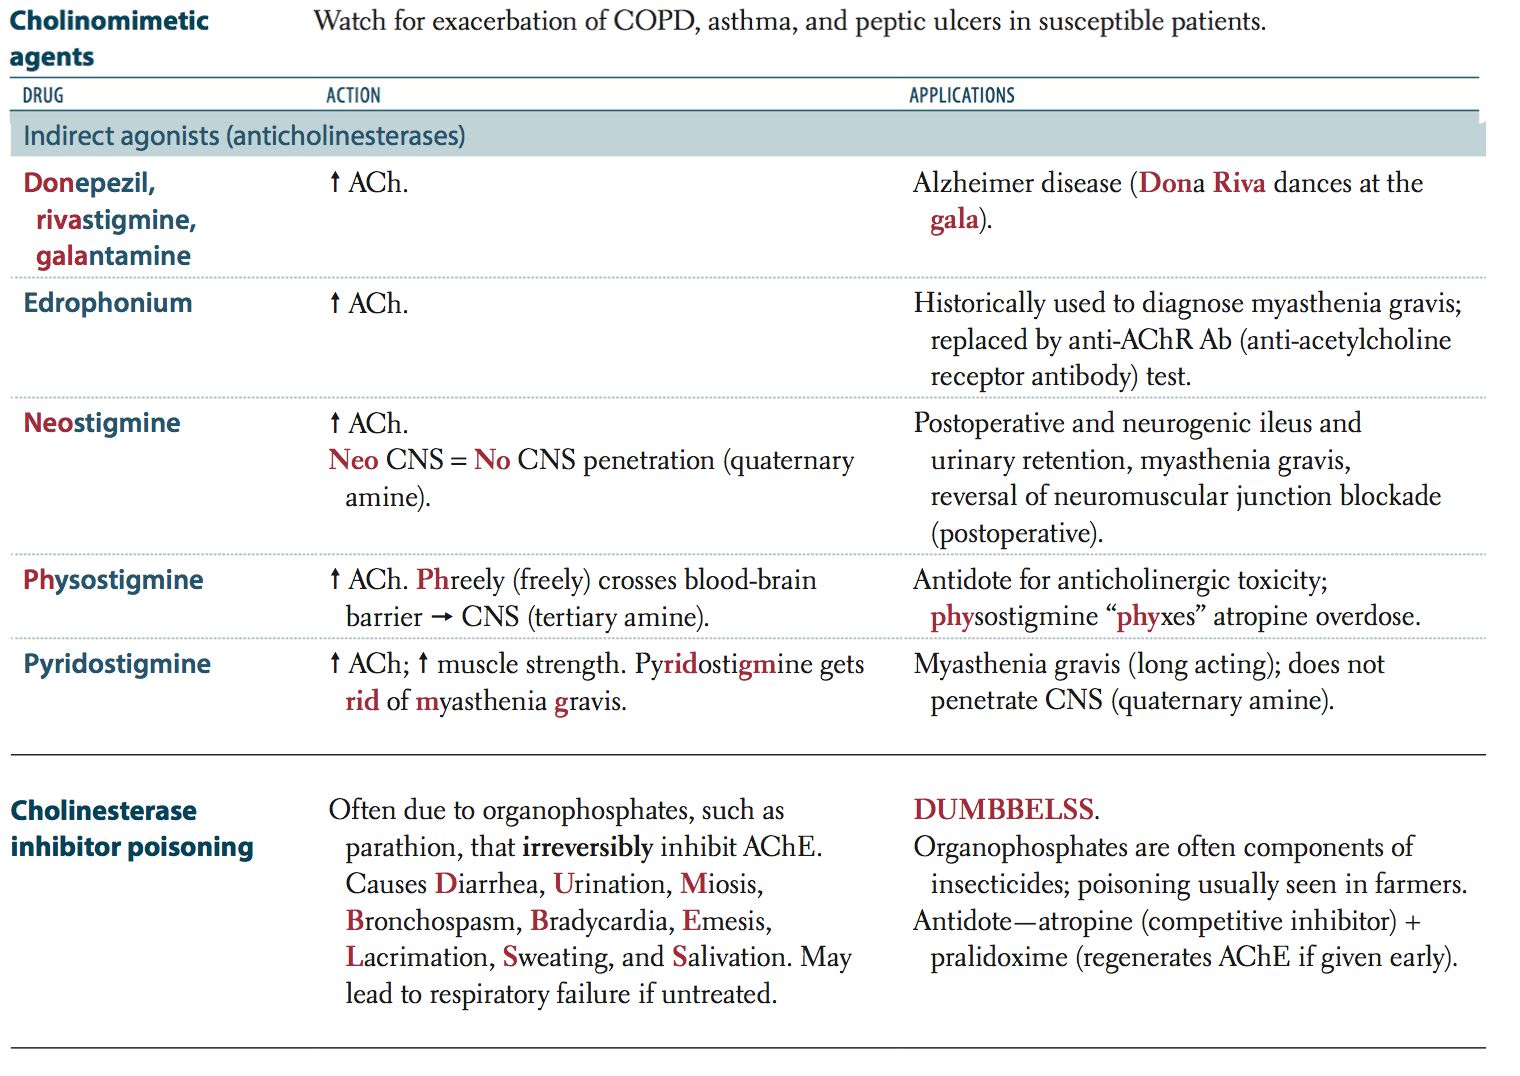 Cholinomimetic agents
Watch for exacerbation of COPD, asthma, and peptic ulcers in susceptible patients.
DRUG
ACTION
APPLICATIONS
Indirect agonists (anticholinesterases)
Donepezil,
rivastigmine,
galantamine
↑ ACh.
Alzheimer disease (Dona Riva dances at the
gala).
Edrophonium
↑ ACh.
Historically used to diagnose myasthenia gravis;
replaced by anti-AChR Ab (anti-acetylcholine
receptor antibody) test.
Neostigmine
↑ ACh.
Neo CNS = No CNS penetration (quaternary
amine).
Postoperative and neurogenic ileus and
urinary retention, myasthenia gravis,
reversal of neuromuscular junction blockade
(postoperative).
Physostigmine
↑ ACh. Phreely (freely) crosses blood-brain
barrier → CNS (tertiary amine).
Antidote for anticholinergic toxicity;
physostigmine “phyxes” atropine overdose.
Pyridostigmine
↑ ACh; ↑ muscle strength. Pyridostigmine gets
rid of myasthenia gravis.
Myasthenia gravis (long acting); does not
penetrate CNS (quaternary amine).
Cholinesterase
inhibitor poisoning
Often due to organophosphates, such as
parathion, that irreversibly inhibit AChE.
Causes Diarrhea, Urination, Miosis,
Bronchospasm, Bradycardia, Emesis,
Lacrimation, Sweating, and Salivation. May
lead to respiratory failure if untreated.
DUMBBELSS.
Organophosphates are often components of
insecticides; poisoning usually seen in farmers.
Antidote—atropine (competitive inhibitor) +
pralidoxime (regenerates AChE if given early).